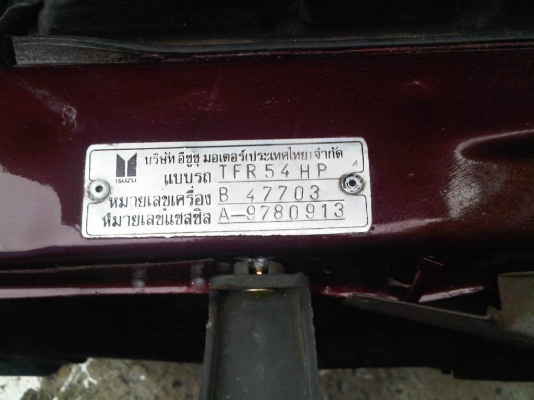 บริษัท อีซูซุ มอเตอร์(ประเทศไทย)จำกัด
ISUZU
แบบรถ TFR54HP
หมายเลขเครื่อง B 47703
หมายเลขแชสซีส์ A-9780913